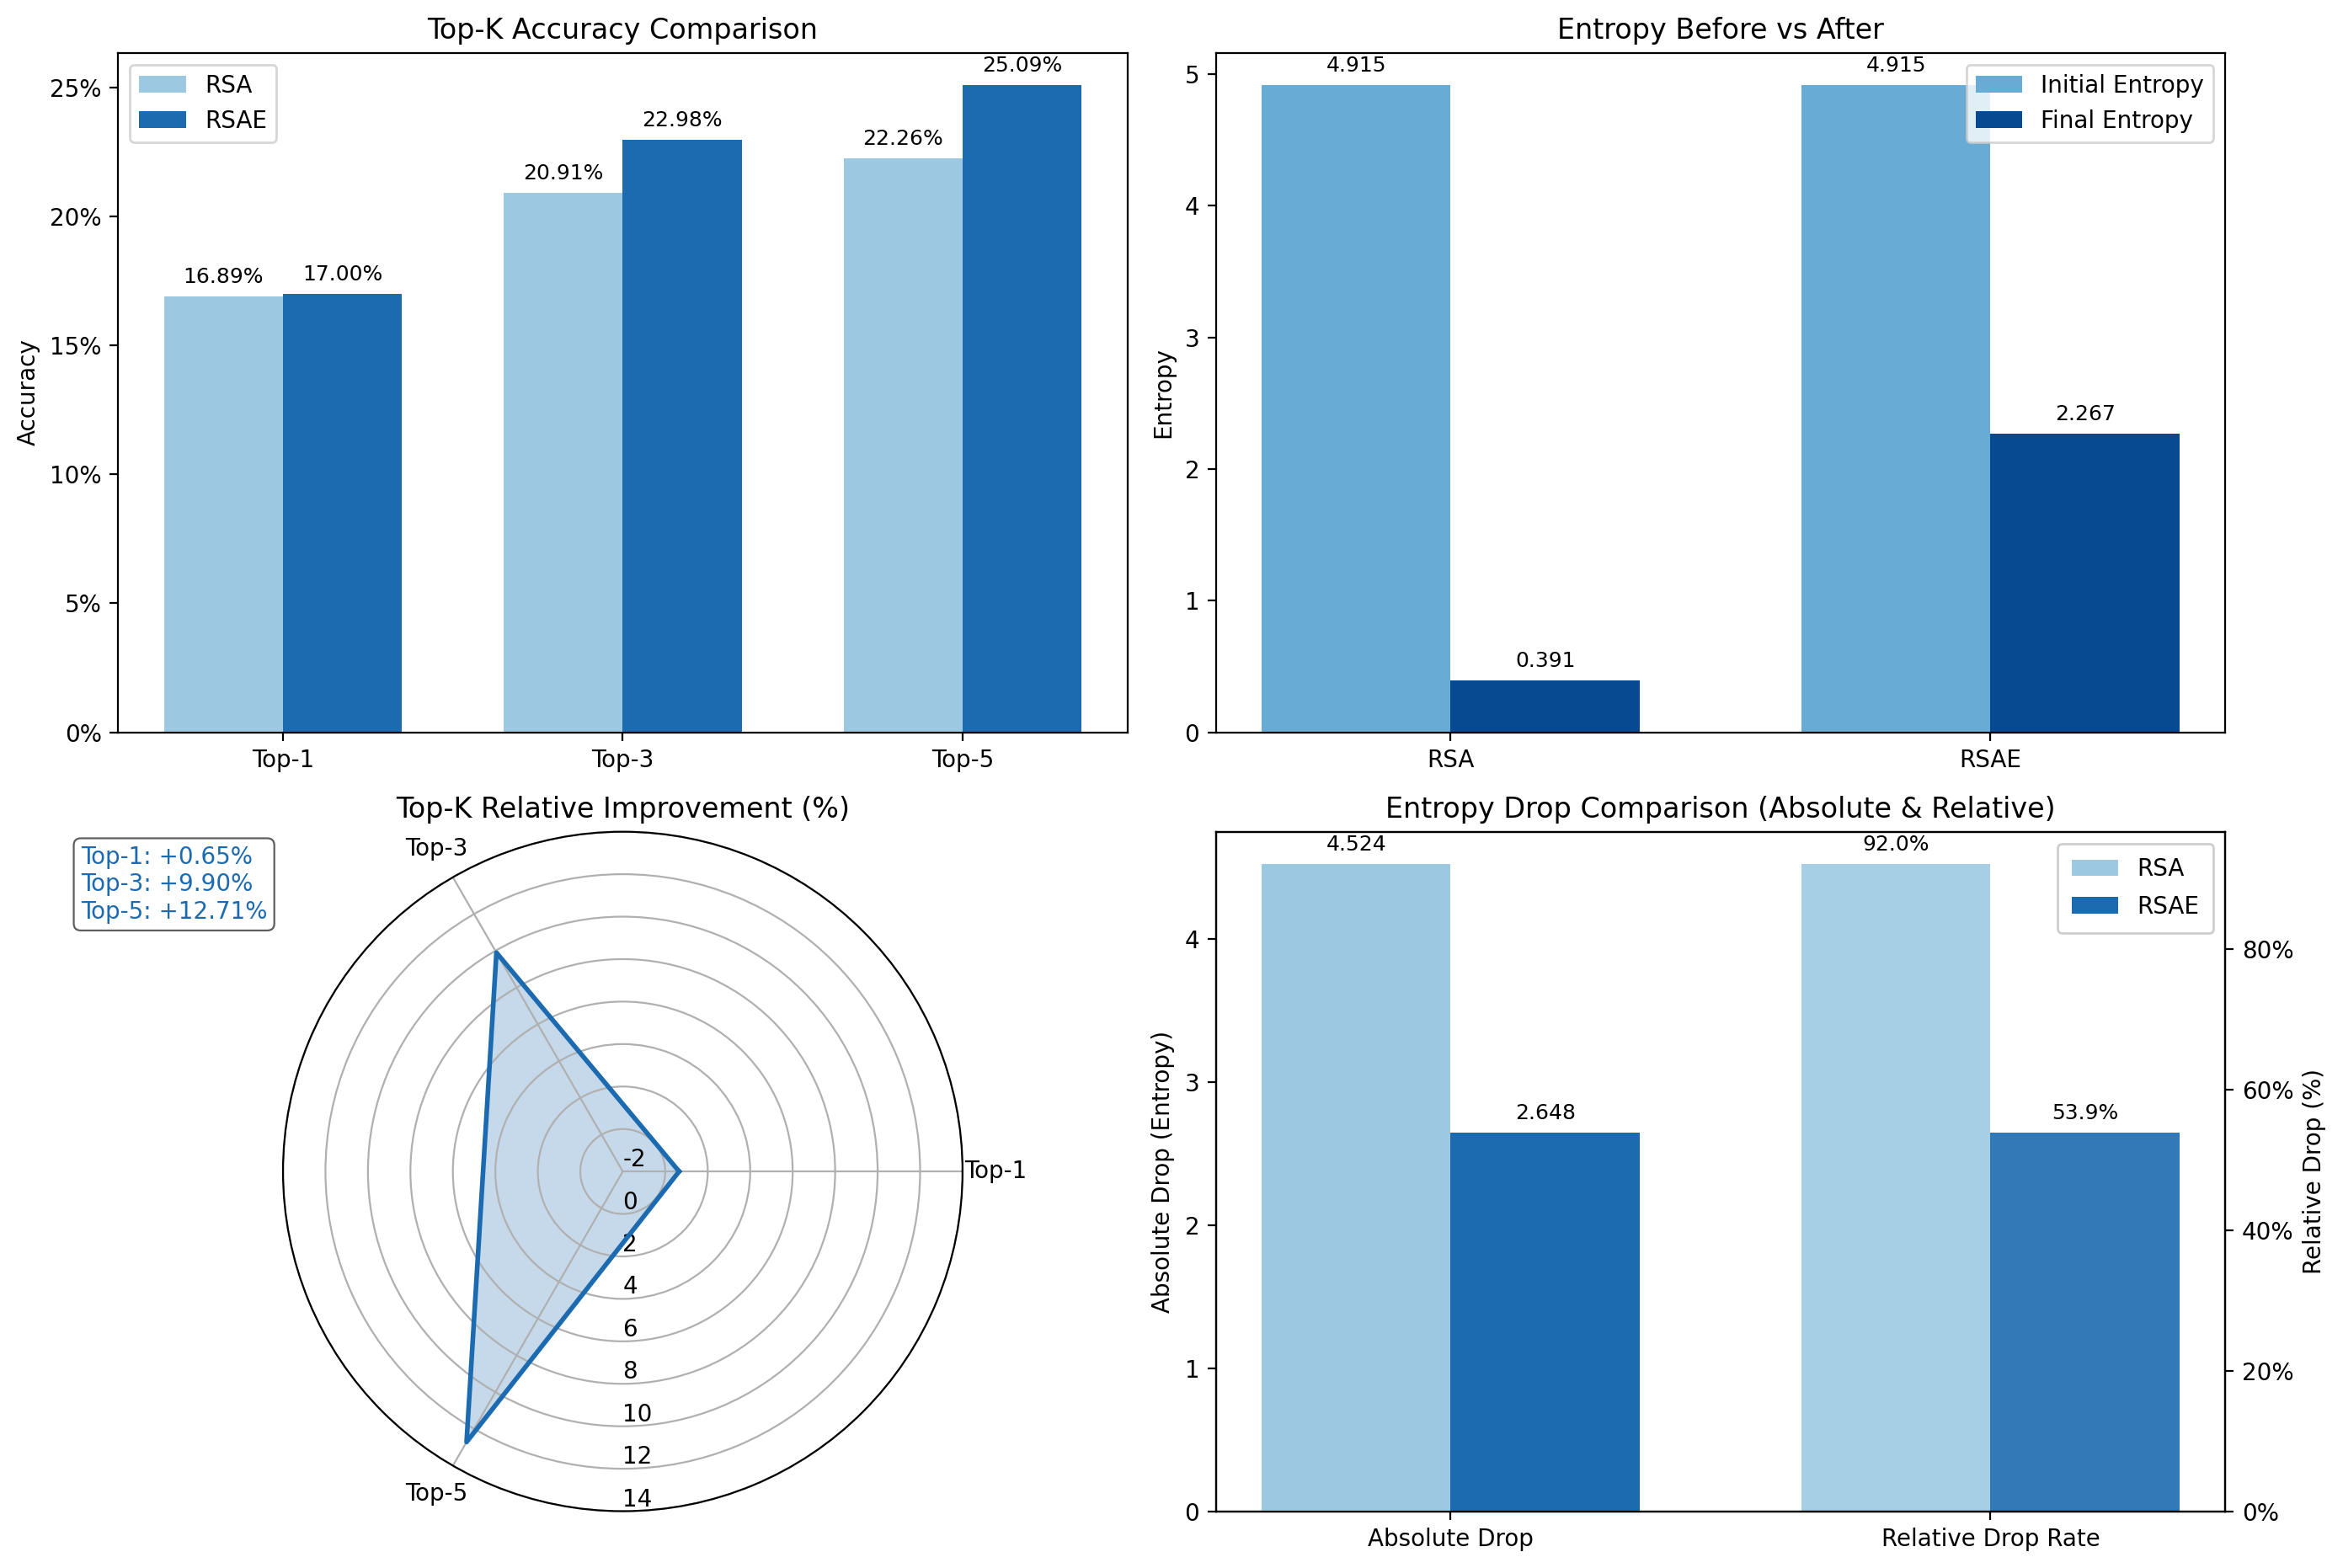 Top-K Accuracy Comparison
RSA
RSAE
25%
20%
15%
10%
5%
0%
Accuracy
16.89%
17.00%
20.91%
22.98%
22.26%
25.09%
Top-1
Top-3
Top-5
Entropy Before vs After
Initial Entropy
Final Entropy
5
4
3
2
1
0
Entropy
4.915
0.391
4.915
2.267
RSA
RSAE
Top-K Relative Improvement (%)
Top-1: +0.65%
Top-3: +9.90%
Top-5: +12.71%
Top-3
Top-1
Top-5
-2
0
2
4
6
8
10
12
14
Entropy Drop Comparison (Absolute & Relative)
RSA
RSAE
4
3
2
1
0
Absolute Drop (Entropy)
4.524
2.648
92.0%
53.9%
80%
60%
40%
20%
0%
Relative Drop (%)
Absolute Drop
Relative Drop Rate